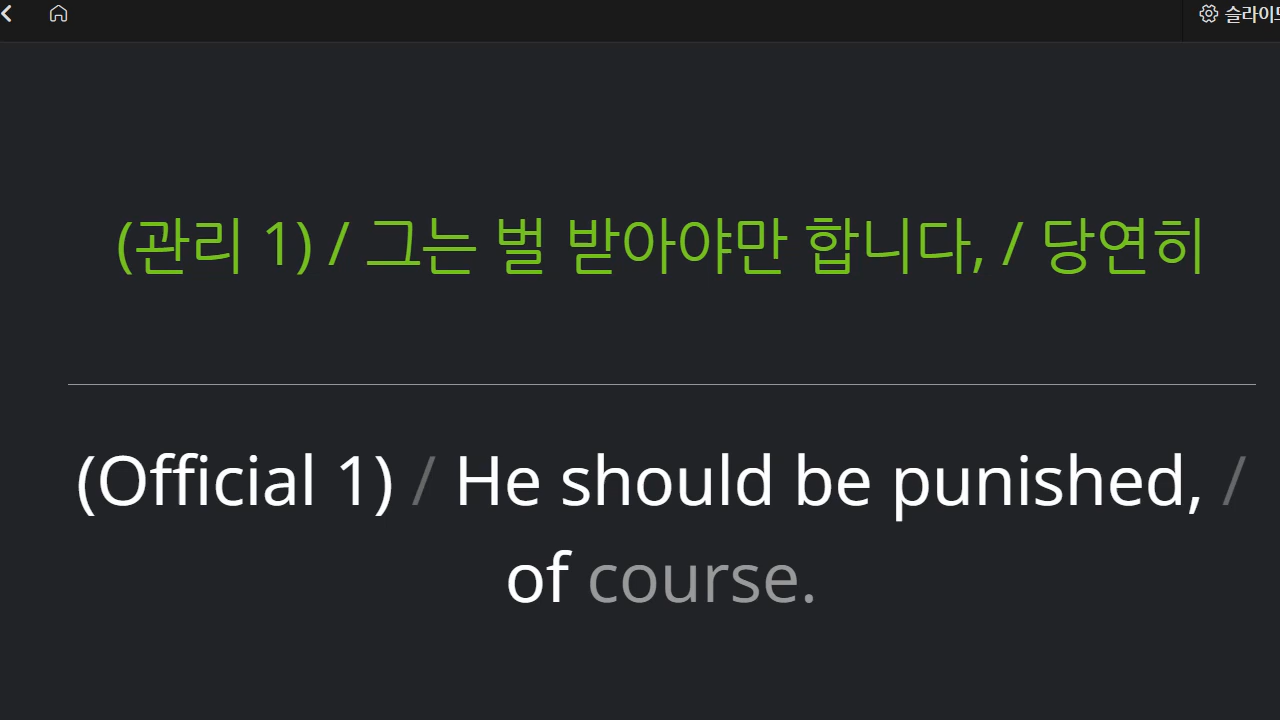 슬라이드
(관리 1) / 그는 벌 받아야만 합니다, / 당연히
(Official 1) / He should be punished, /
of course.